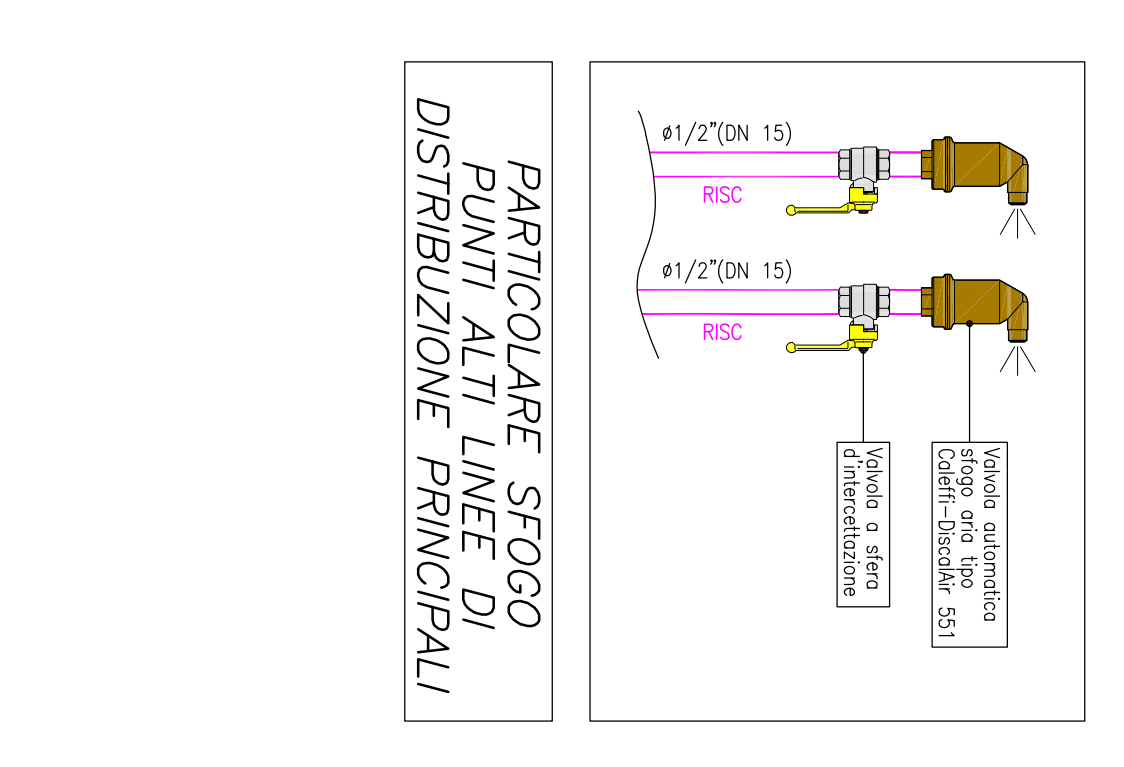 PARTICOLARE SFOGO
PUNTI ALTI LINEE DI
DISTRIBUZIONE PRINCIPALI
ø1/2"(DN 15)
RISC
ø1/2"(DN 15)
RISC
Valvola a sfera
d'intercettazione
Valvola automatica
sfogo aria tipo
Caleffi-DiscalAir 551